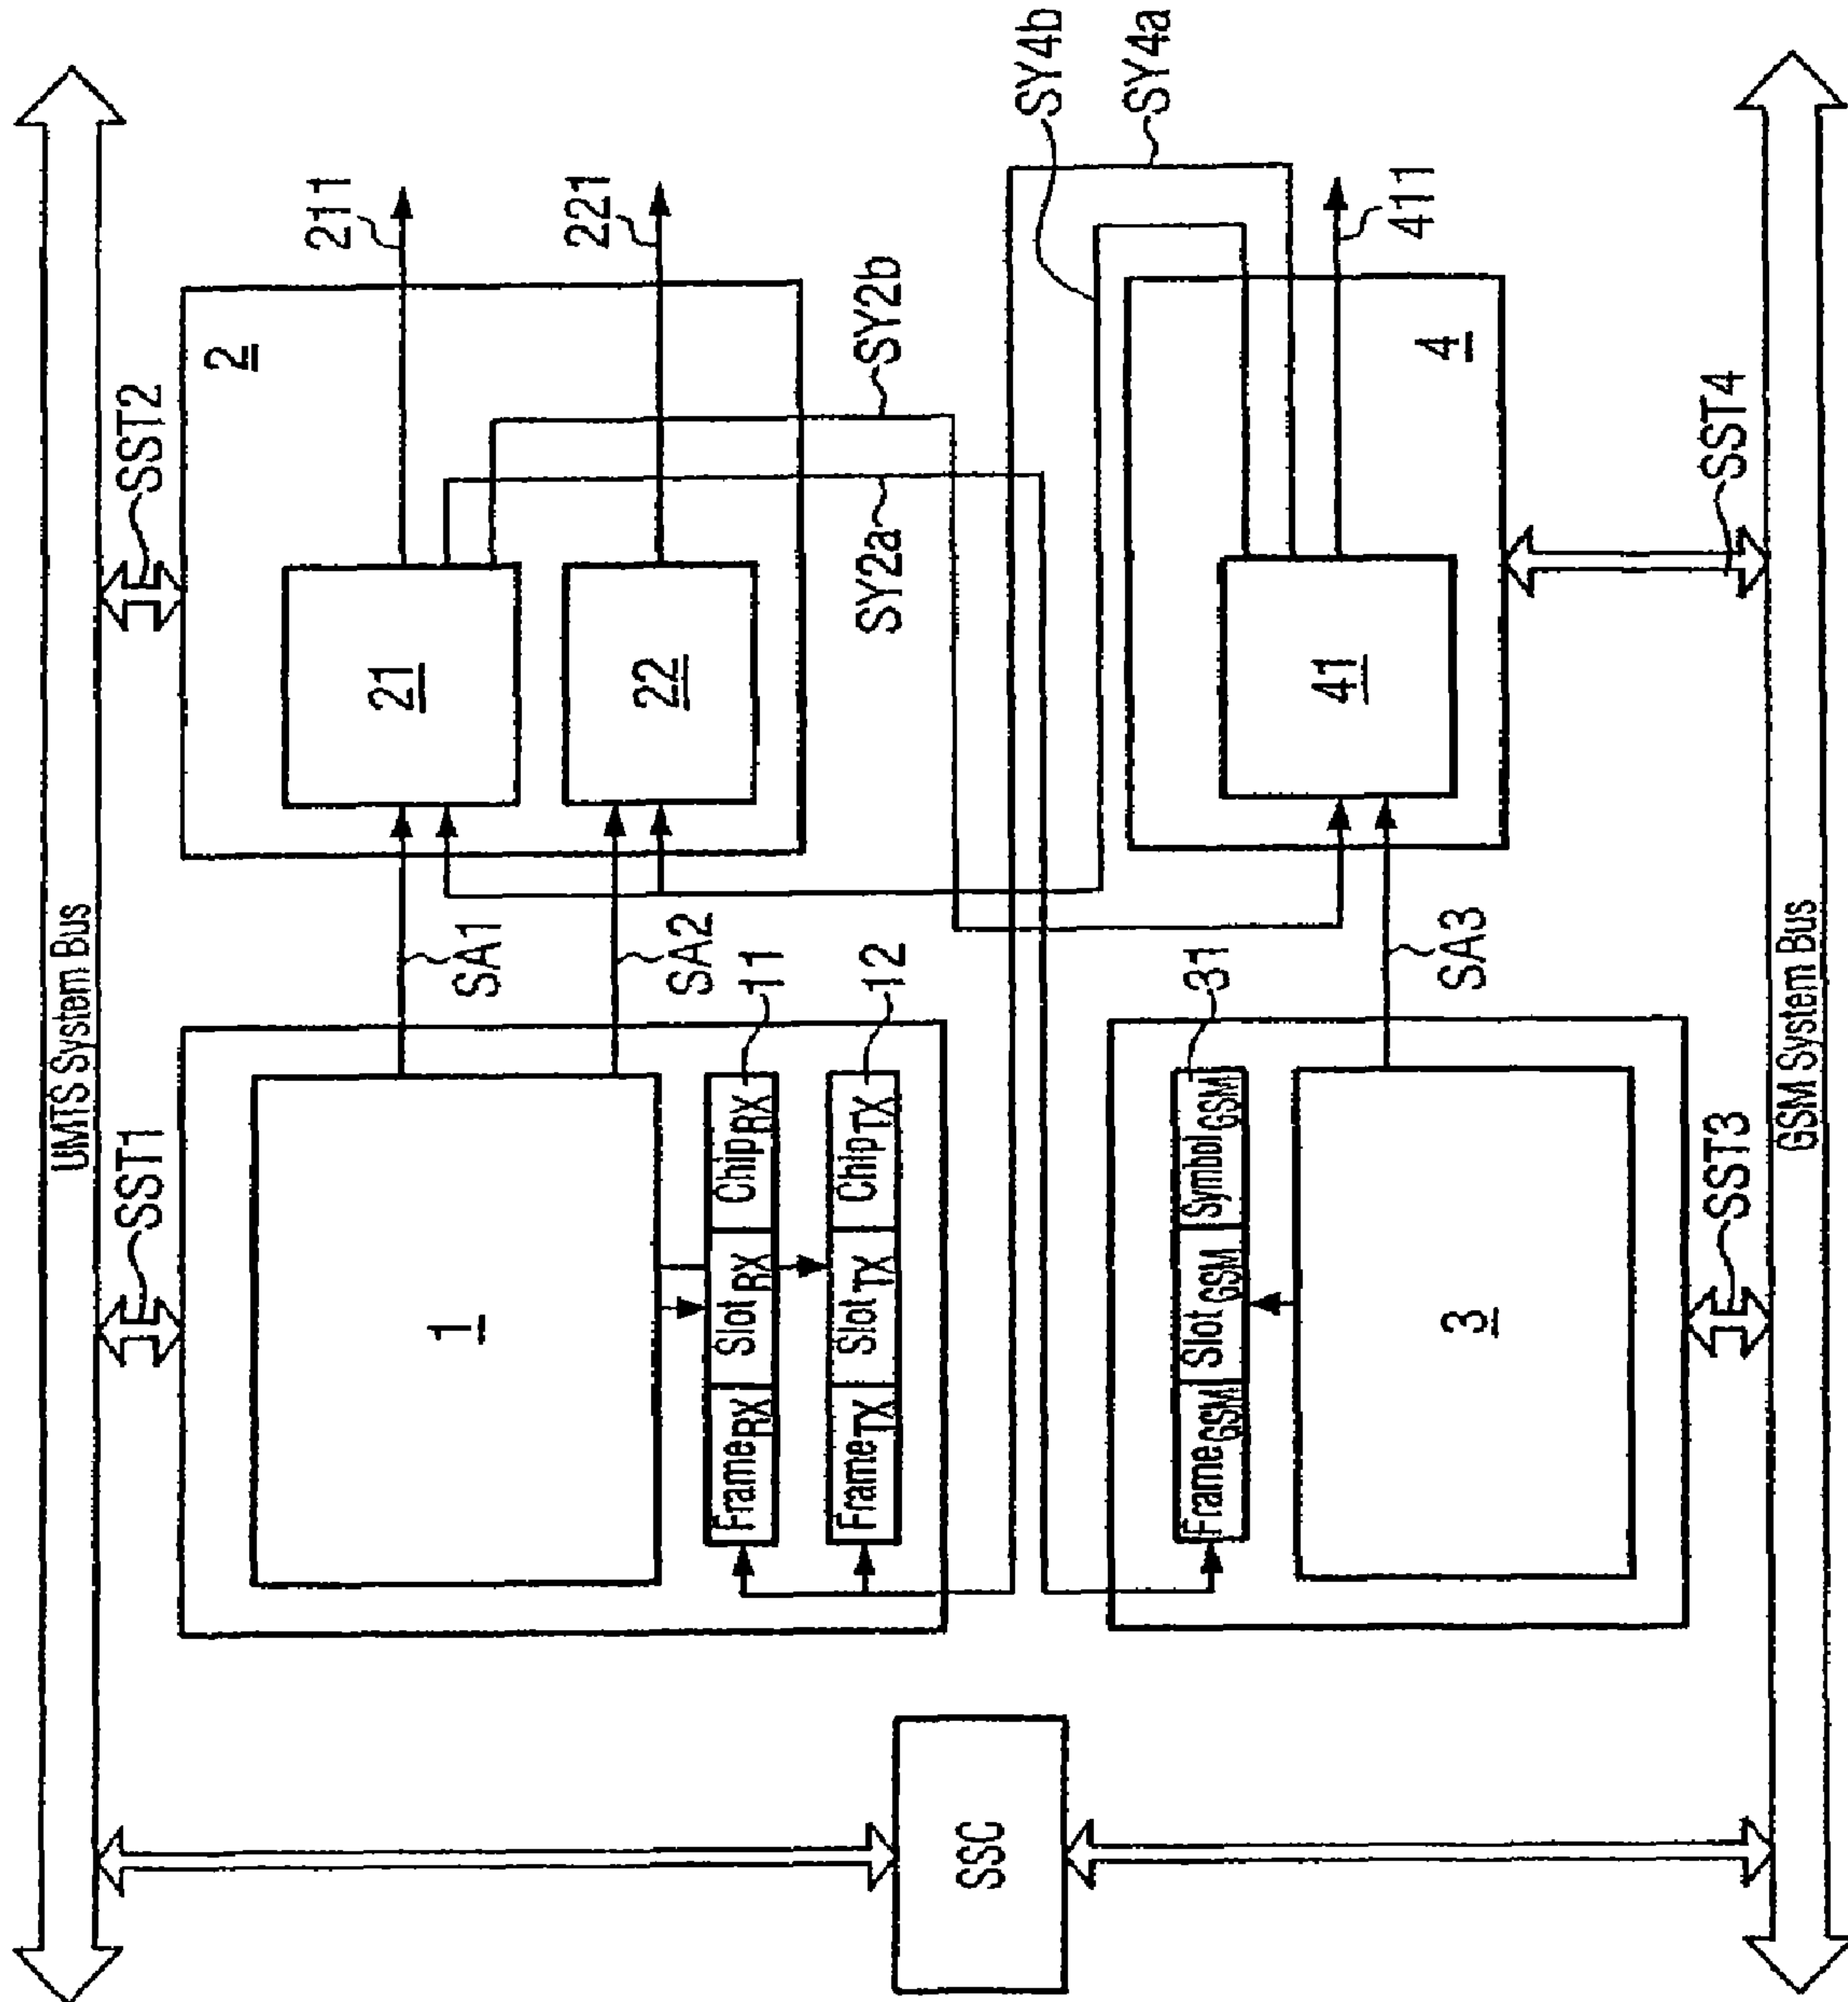 UMTS System Bus
SST1
SST2
1
SA1
SA2
21
22
2
211
221
Frame RX Slot RX Chip RX
11
Frame TX Slot TX Chip TX
12
SY2a
SY2b
SY4b
SY4a
SSC
Frame GSM Slot GSM Symbol GSM
31
3
SA3
41
4
411
SST3
SST4
GSM System Bus